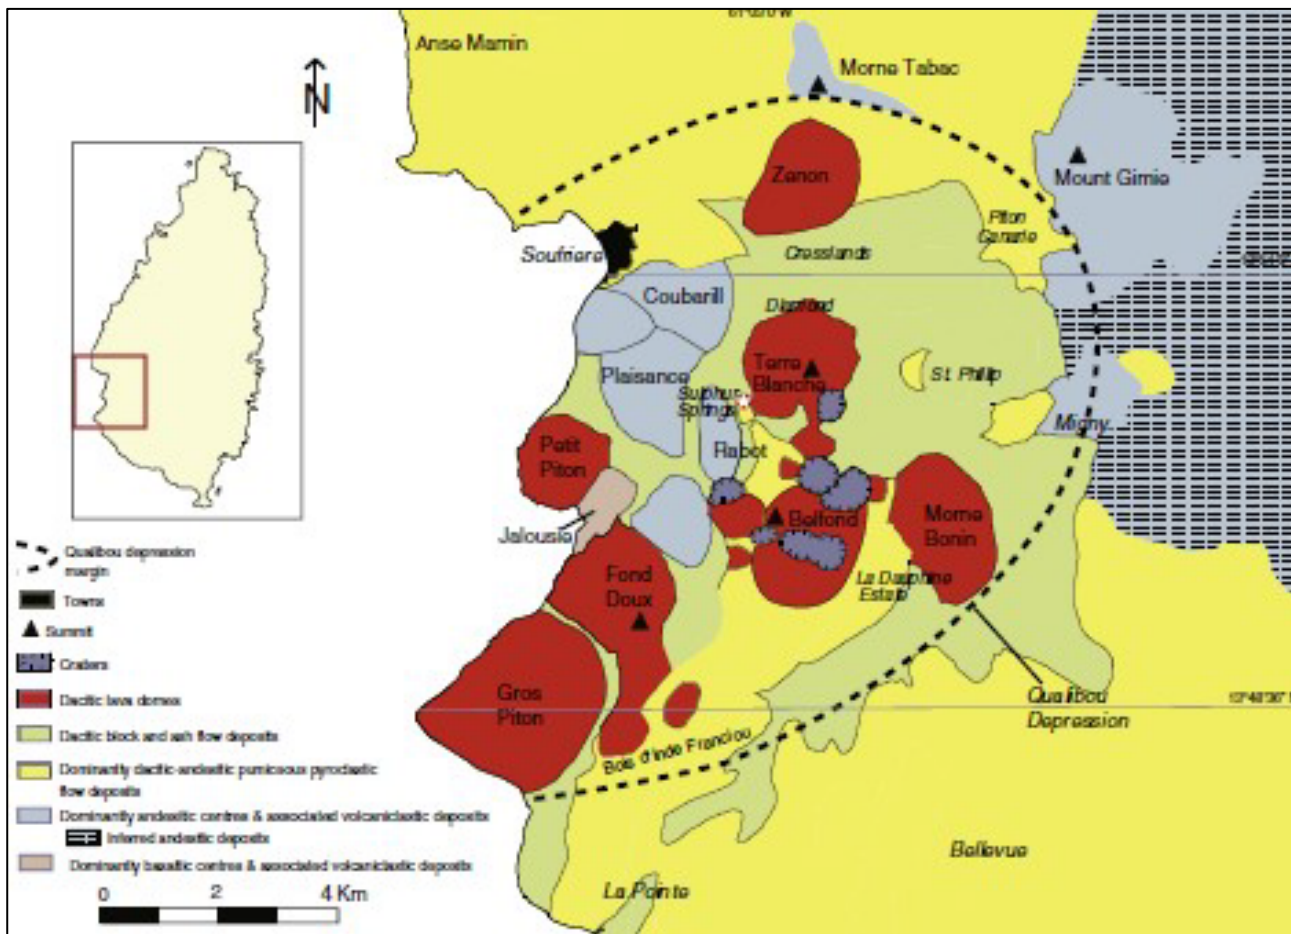 Anse Mamin
Morne Tabac
N
Zenon
Mount Gimie
Piton
Canarie
Soufriere
Cresslands
Coubarill
Diamond
Terre
Blanche
St. Phillip
Plaisance
Sulphur
Springs
Migny
Rabot
Petit
Piton
Belfond
Morne
Bonin
Jalousie
Fond
Doux
La Dauphine
Estate
Gros
Piton
Qualibou
Depression
Bois d'Inde Franciou
Bellevue
La Pointe
Qualibou depression
margin
Towns
Summit
Craters
Dacitic lava domes
Dacitic block and ash flow deposits
Dominantly dacitic-andesitic pumiceous pyroclastic
flow deposits
Dominantly andesitic centres & associated volcaniclastic deposits
Inferred andesitic deposits
Dominantly basaltic centres & associated volcaniclastic deposits
0 2 4 Km